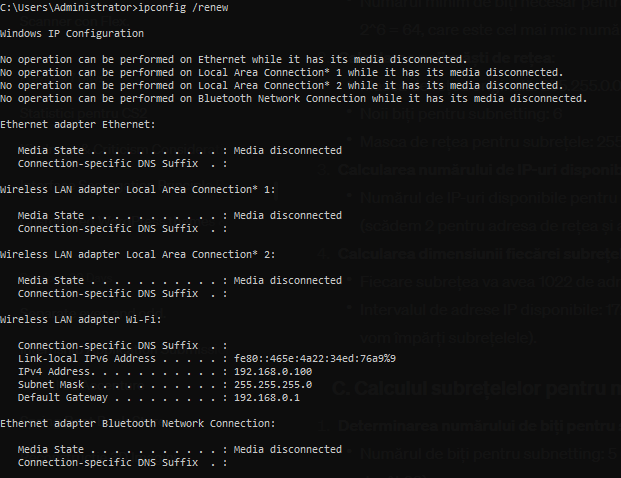 C:\Users\Administrator>ipconfig /renew
Windows IP Configuration
No operation can be performed on Ethernet while it has its media disconnected.
No operation can be performed on Local Area Connection* 1 while it has its media disconnected.
No operation can be performed on Local Area Connection* 2 while it has its media disconnected.
No operation can be performed on Bluetooth Network Connection while it has its media disconnected.
Ethernet adapter Ethernet:
Media State . . . . . . . . . . . : Media disconnected
Connection-specific DNS Suffix  . :
Wireless LAN adapter Local Area Connection* 1:
Media State . . . . . . . . . . . : Media disconnected
Connection-specific DNS Suffix  . :
Wireless LAN adapter Local Area Connection* 2:
Media State . . . . . . . . . . . : Media disconnected
Connection-specific DNS Suffix  . :
Wireless LAN adapter Wi-Fi:
Connection-specific DNS Suffix  . :
Link-local IPv6 Address . . . . . : fe80::465e:4a22:34ed:76a9%9
IPv4 Address. . . . . . . . . . . : 192.168.0.100
Subnet Mask . . . . . . . . . . . : 255.255.255.0
Default Gateway . . . . . . . . . : 192.168.0.1
Ethernet adapter Bluetooth Network Connection:
Media State . . . . . . . . . . . : Media disconnected
Connection-specific DNS Suffix  . :